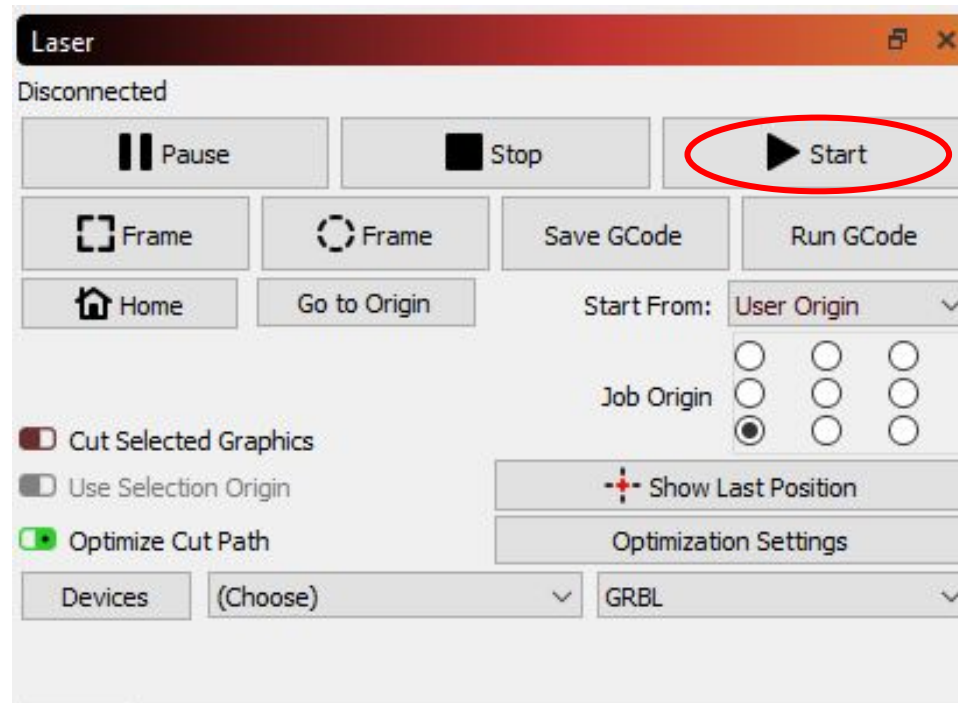 Laser
Disconnected
Pause Stop Start
Frame Frame Save GCode Run GCode
Home Go to Origin Start From: User Origin
Job Origin
Cut Selected Graphics
Use Selection Origin Show Last Position
Optimize Cut Path Optimization Settings
Devices (Choose) GRBL